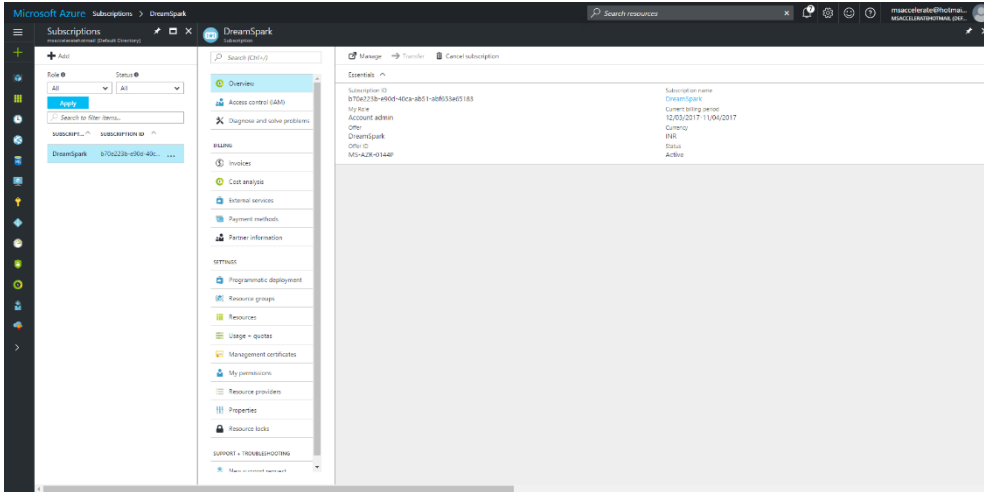 Microsoft Azure Subscriptions > DreamSpark
Search resources
msaccelerate@hotmai...
MSACCELERATEHOTMAIL (DEF...
Subscriptions
msacceleratehotmail (Default Directory)
DreamSpark
Subscription
Add
Role
Status
All
All
Apply
Search to filter items...
SUBSCRIPT...
SUBSCRIPTION ID
DreamSpark
b70e223b-e90d-40c...
Search (Ctrl+/)
Overview
Access control (IAM)
Diagnose and solve problems
BILLING
Invoices
Cost analysis
External services
Payment methods
Partner information
SETTINGS
Programmatic deployment
Resource groups
Resources
Usage + quotas
Management certificates
My permissions
Resource providers
Properties
Resource locks
SUPPORT + TROUBLESHOOTING
New support request
Manage
Transfer
Cancel subscription
Essentials
Subscription ID
b70e223b-e90d-40ca-ab51-abf653e65183
My Role
Account admin
Offer
DreamSpark
Offer ID
MS-AZR-0144P
Subscription name
DreamSpark
Current billing period
12/03/2017-11/04/2017
Currency
INR
Status
Active